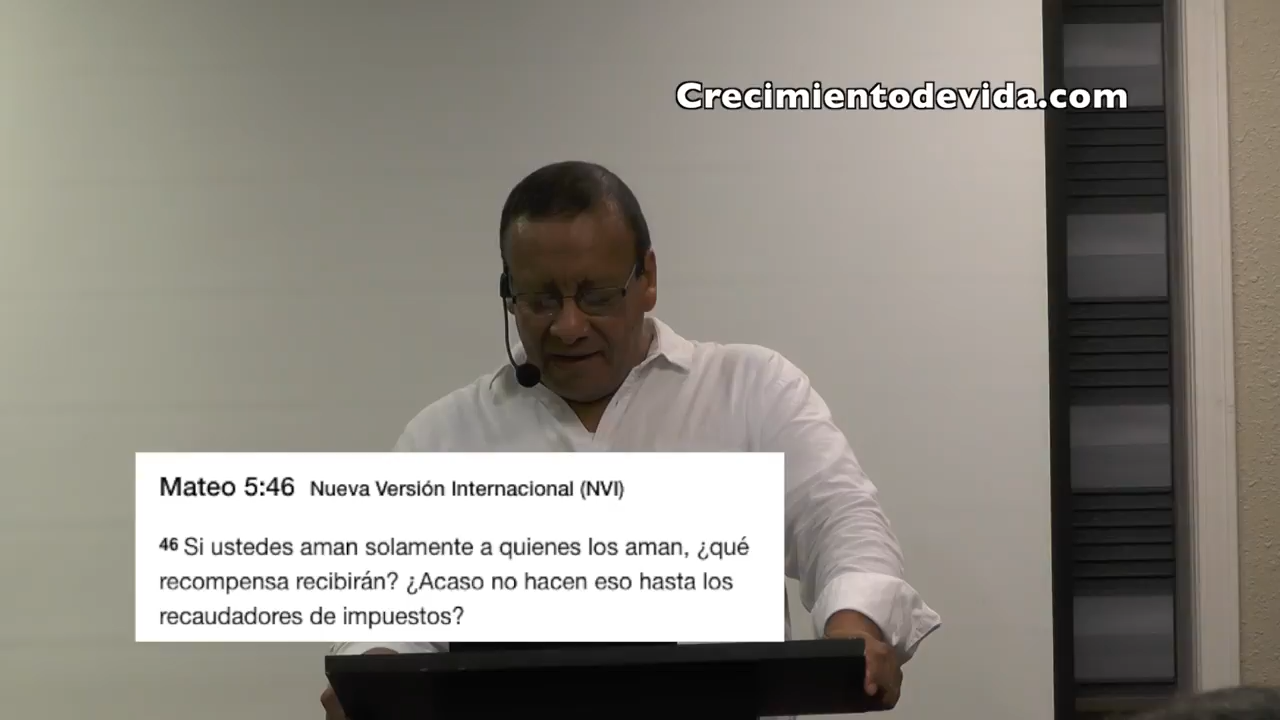 Crecimientodevida.com
Mateo 5:46 Nueva Versión Internacional (NVI)
46 Si ustedes aman solamente a quienes los aman, ¿qué
recompensa recibirán? ¿Acaso no hacen eso hasta los
recaudadores de impuestos?